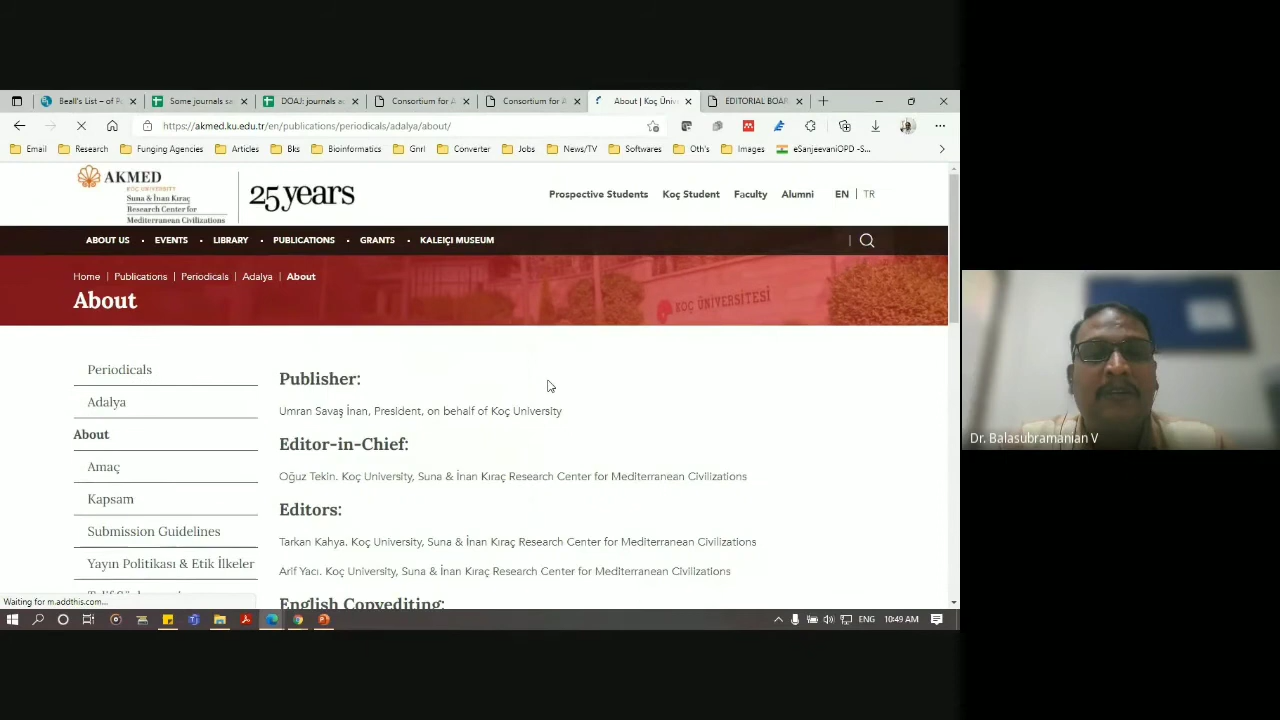 Beall's List – of P
Some journals sa
DOAJ: journals ac
Consortium for A
Consortium for A
About | Koç Üniv
EDITORIAL BOAR
https://akmed.ku.edu.tr/en/publications/periodicals/adalya/about/
Email
Research
Funging Agencies
Articles
Bks
Bioinformatics
Gnrl
Converter
Jobs
News/TV
Softwares
Oth's
Images
eSanjeevaniOPD -S...
AKMED
KOÇ UNIVERSITY
Suna & İnan Kıraç
Research Center for
Mediterranean Civilizations
25 years
Prospective Students
Koç Student
Faculty
Alumni
EN | TR
ABOUT US
EVENTS
LIBRARY
PUBLICATIONS
GRANTS
KALEIÇI MUSEUM
Home | Publications | Periodicals | Adalya | About
About
KOÇ ÜNİVERSİTESİ
Periodicals
Adalya
About
Amaç
Kapsam
Submission Guidelines
Yayın Politikası & Etik İlkeler
Publisher:
Umran Savaş İnan, President, on behalf of Koç University
Editor-in-Chief:
Oğuz Tekin. Koç University, Suna & İnan Kıraç Research Center for Mediterranean Civilizations
Editors:
Tarkan Kahya. Koç University, Suna & İnan Kıraç Research Center for Mediterranean Civilizations
Arif Yacı. Koç University, Suna & İnan Kıraç Research Center for Mediterranean Civilizations
English Copyediting:
Waiting for m.addthis.com...
ENG
10:49 AM
Dr. Balasubramanian V